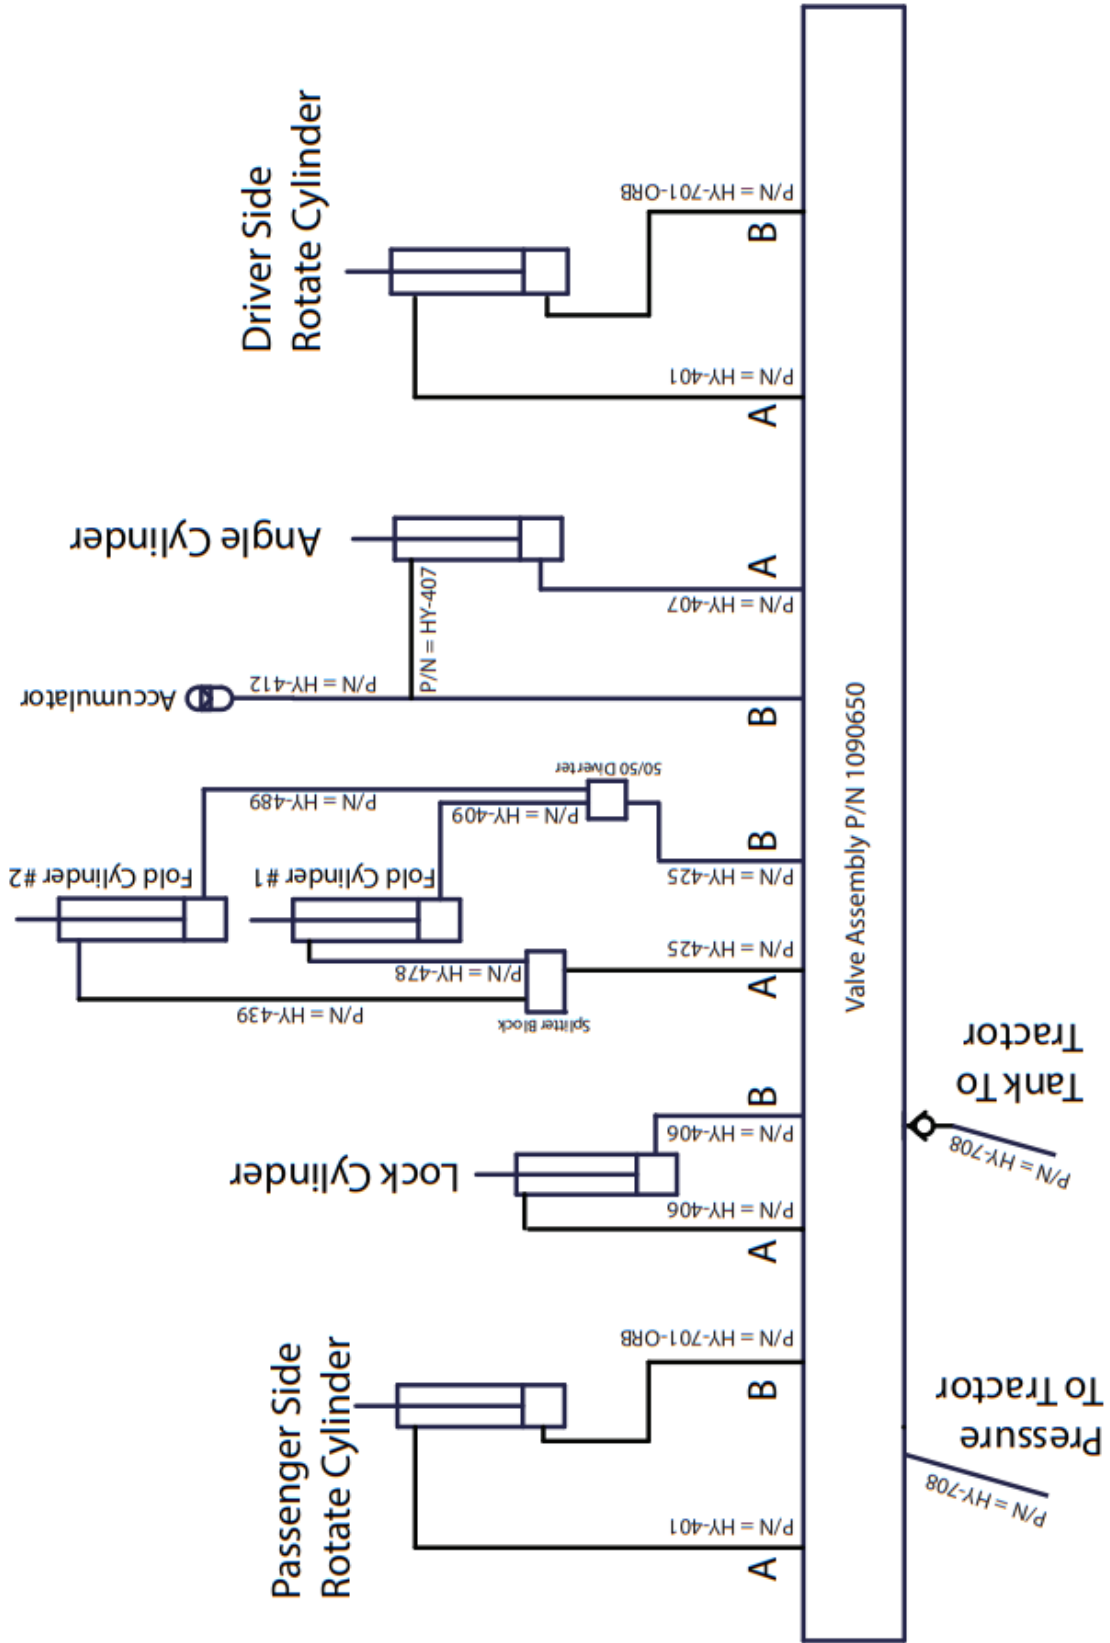 Driver Side
Rotate Cylinder
P/N = HY-701-ORB
B
P/N = HY-401
A
Angle Cylinder
P/N = HY-407
A
P/N = HY-407
Accumulator
P/N = HY-412
B
50/50 Diverter
P/N = HY-489
P/N = HY-409
Fold Cylinder #2
Fold Cylinder #1
B
P/N = HY-425
P/N = HY-425
A
P/N = HY-478
P/N = HY-439
Splitter Block
Valve Assembly P/N 1090650
Lock Cylinder
B
P/N = HY-406
P/N = HY-406
A
Tank To
Tractor
P/N = HY-708
Passenger Side
Rotate Cylinder
P/N = HY-701-ORB
B
P/N = HY-401
A
Pressure
To Tractor
P/N = HY-708